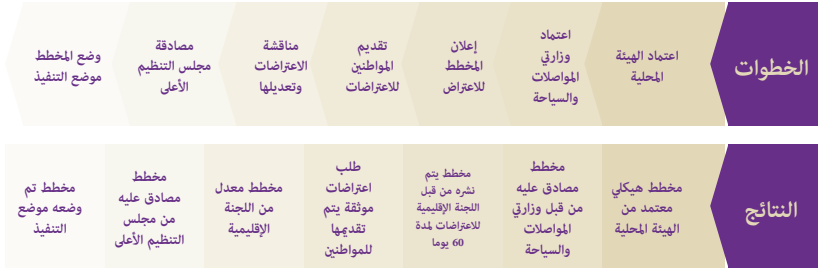 الخطوات
اعتماد الهيئة
المحلية
اعتماد
وزارتي
المواصلات
والسياحة
إعلان
المخطط
للاعتراض
تقديم
المواطنين
للاعتراضات
مناقشة
الاعتراضات
وتعديلها
مصادقة
مجلس التنظيم
الأعلى
وضع المخطط
موضع التنفيذ
النتائج
مخطط هيكلي
معتمد من
الهيئة المحلية
مخطط
مصادق عليه
من قبل وزارتي
المواصلات
والسياحة
مخطط يتم
نشره من قبل
اللجنة الإقليمية
للاعتراضات لمدة
60 يوما
طلب
اعتراضات
موثقة يتم
تقديمها
للمواطنين
مخطط معدل
من اللجنة
الإقليمية
مخطط
مصادق عليه
من مجلس
التنظيم الأعلى
مخطط تم
وضعه موضع
التنفيذ